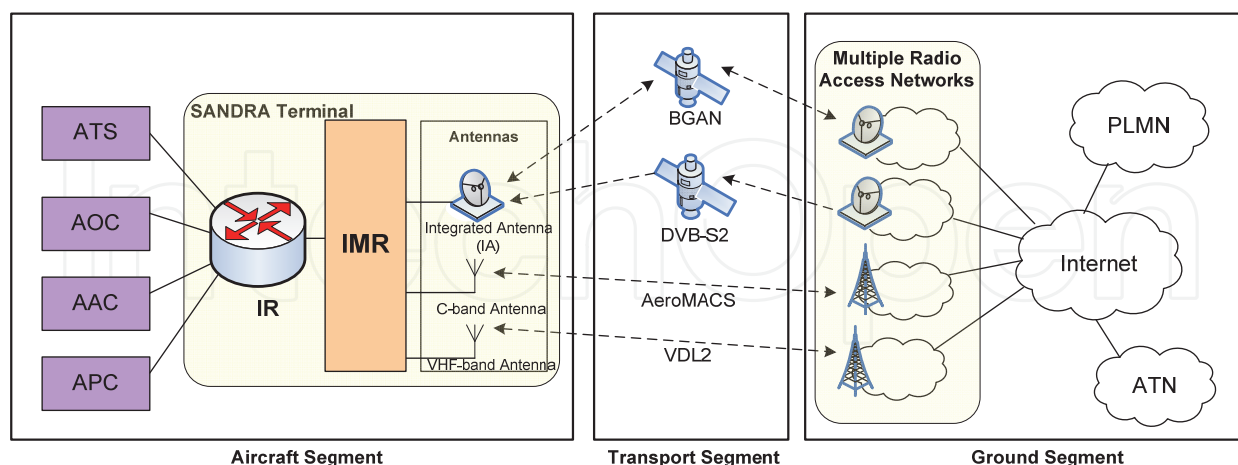 ATS
AOC
AAC
APC
SANDRA Terminal
IR
IMR
Antennas
Integrated Antenna
(IA)
C-band Antenna
VHF-band Antenna
BGAN
DVB-S2
AeroMACS
VDL2
Multiple Radio
Access Networks
PLMN
Internet
ATN
Aircraft Segment
Transport Segment
Ground Segment
IntechOpen